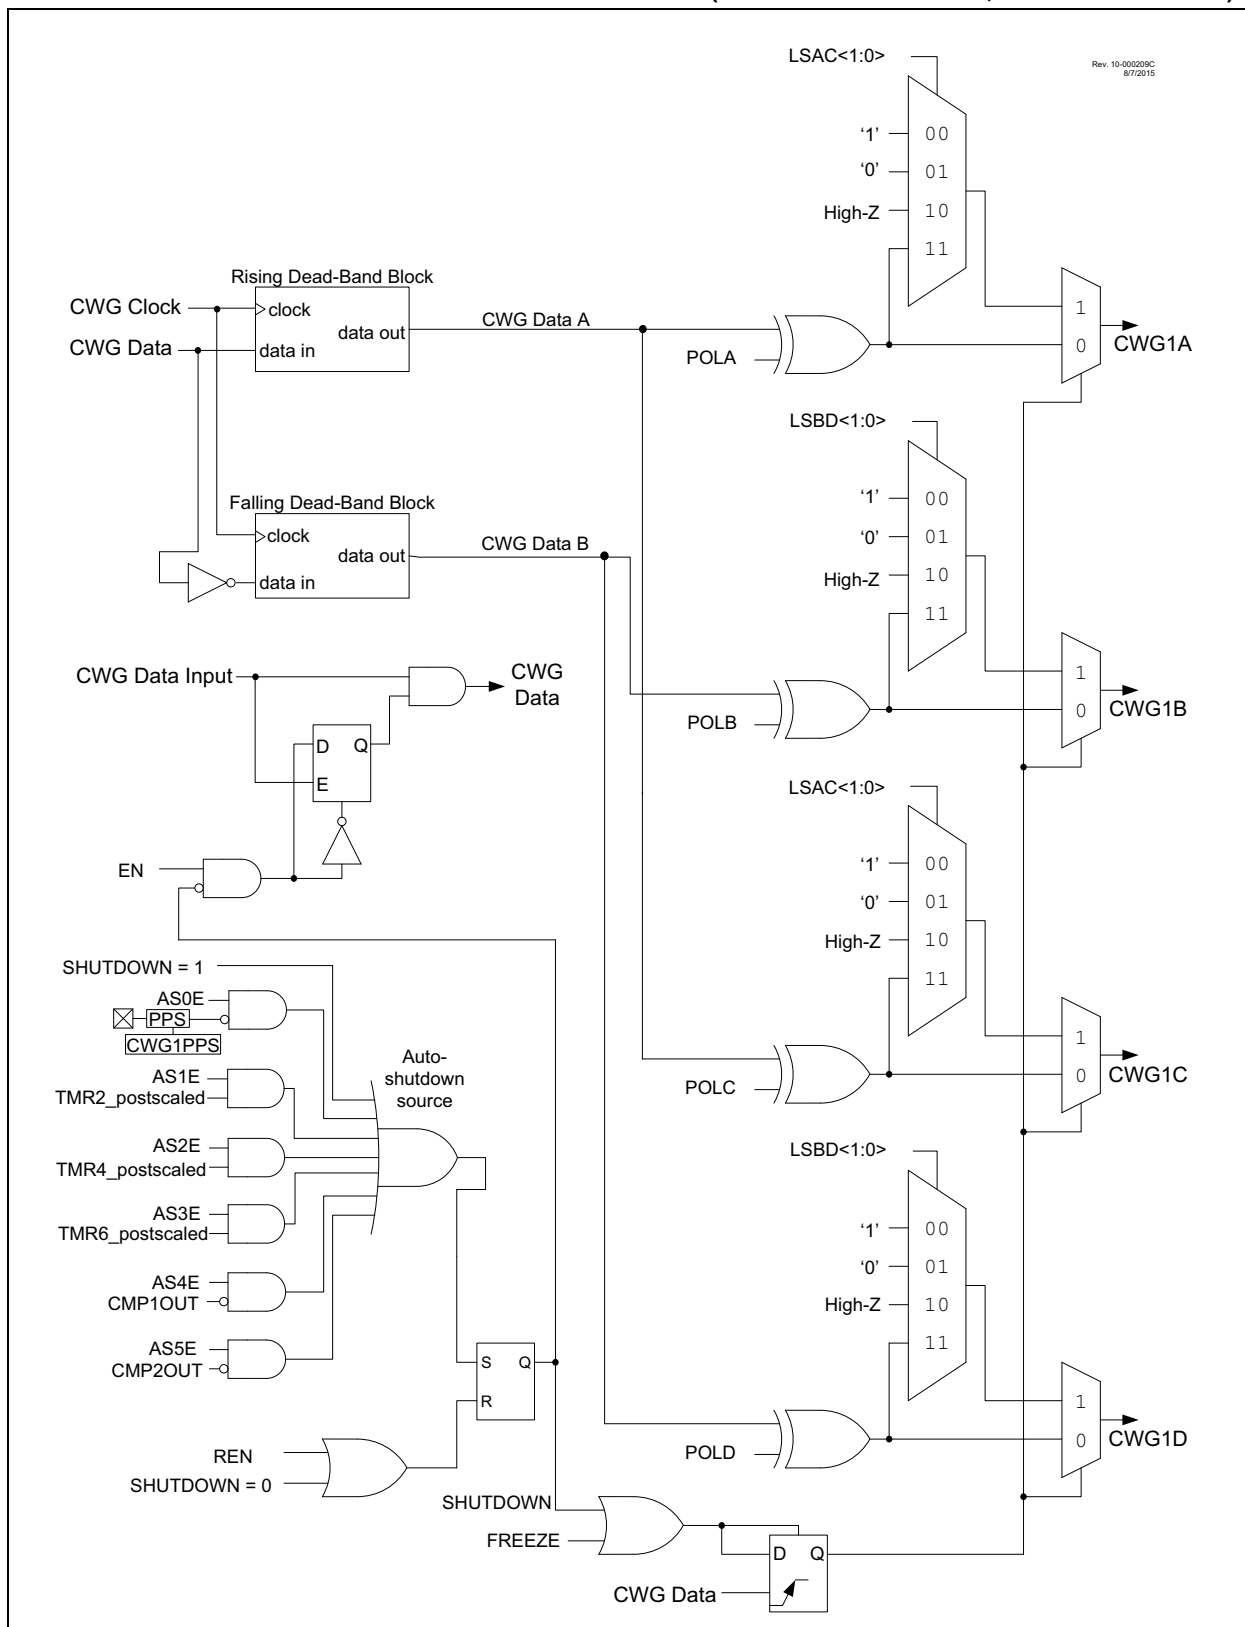 LSAC<1:0>
Rev. 10-000209C
8/7/2015
'1'
00
'0'
01
High-Z
10
11
Rising Dead-Band Block
CWG Clock
clock
data out
CWG Data
data in
CWG Data A
POLA
1
0
CWG1A
LSBD<1:0>
'1'
00
'0'
01
High-Z
10
11
Falling Dead-Band Block
clock
data out
data in
CWG Data B
POLB
1
0
CWG1B
CWG Data Input
CWG
Data
D
Q
E
EN
LSAC<1:0>
'1'
00
'0'
01
High-Z
10
11
POLC
1
0
CWG1C
SHUTDOWN = 1
AS0E
PPS
CWG1PPS
AS1E
TMR2_postscaled
AS2E
TMR4_postscaled
AS3E
TMR6_postscaled
AS4E
CMP1OUT
AS5E
CMP2OUT
Auto-
shutdown
source
S
Q
R
REN
SHUTDOWN = 0
LSBD<1:0>
'1'
00
'0'
01
High-Z
10
11
POLD
1
0
CWG1D
SHUTDOWN
FREEZE
D
Q
CWG Data